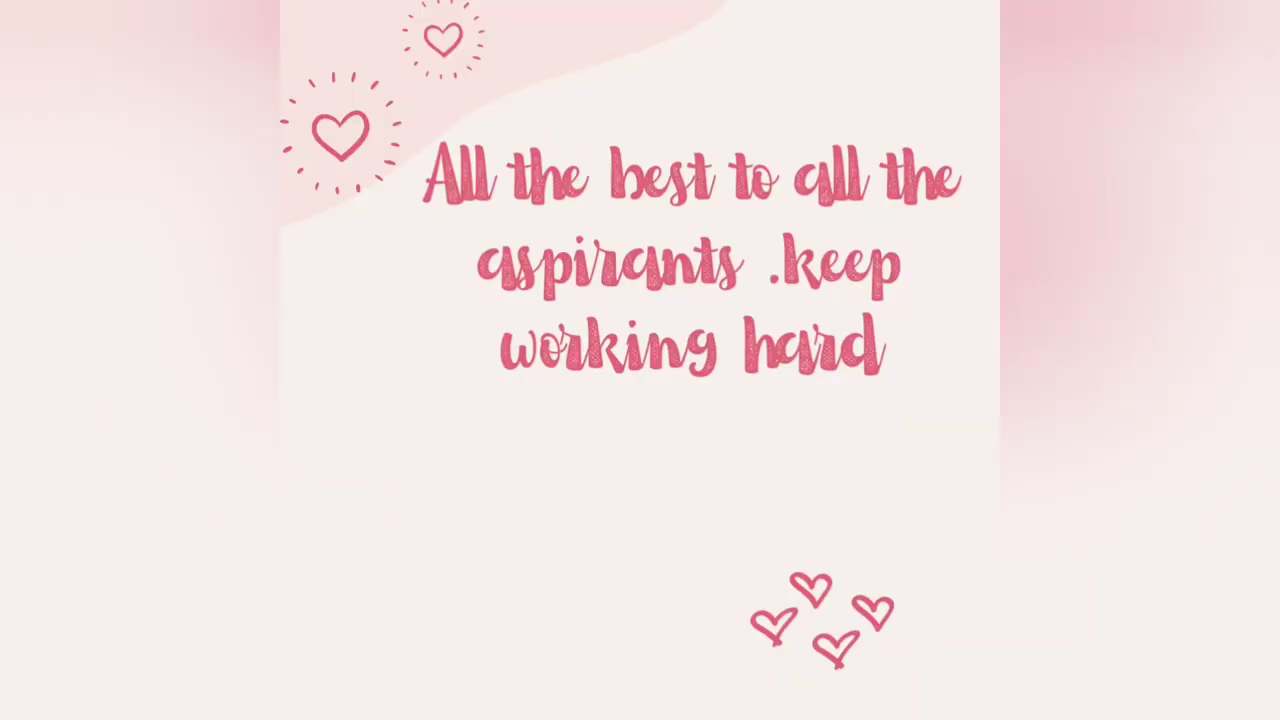 All the best to all the
aspirants .keep
working hard